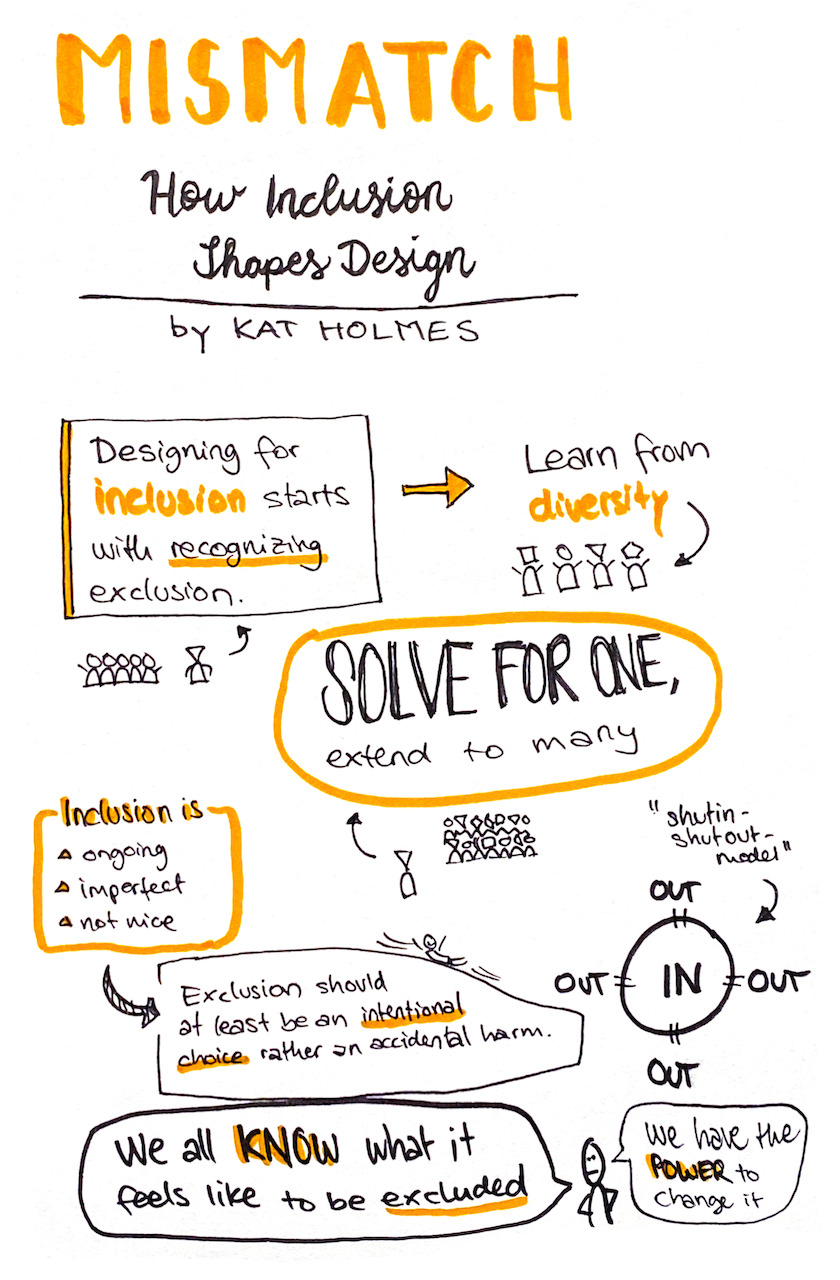 MISMATCH
How Inclusion
Shapes Design
by KAT HOLMES
Designing for
inclusion starts
with recognizing
exclusion.
Learn from
diversity
SOLVE FOR ONE,
extend to many
Inclusion is
ongoing
imperfect
not nice
"shutin-
shutout-
model"
OUT
OUT
IN
OUT
OUT
Exclusion should
at least be an intentional
choice rather an accidental harm.
We all KNOW what it
feels like to be excluded
We have the
POWER to
change it